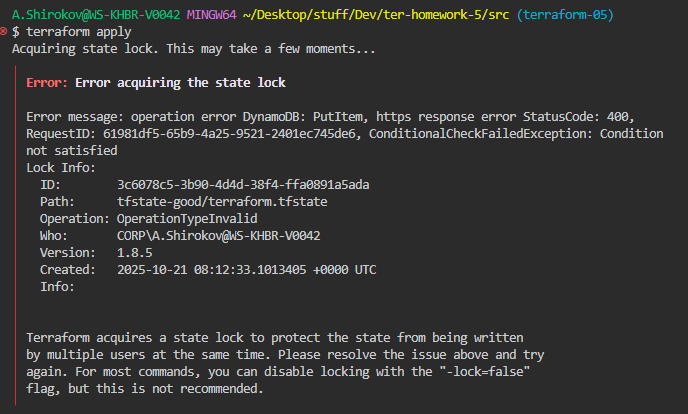 A.Shirokov@WS-KHBR-V0042 MINGW64 ~/Desktop/stuff/Dev/ter-homework-5/src (terraform-05)
$ terraform apply
Acquiring state lock. This may take a few moments...
Error: Error acquiring the state lock
Error message: operation error DynamoDB: PutItem, https response error StatusCode: 400,
RequestID: 61981df5-65b9-4a25-9521-2401ec745de6, ConditionalCheckFailedException: Condition
not satisfied
Lock Info:
ID: 3c6078c5-3b90-4d4d-38f4-ffa0891a5ada
Path: tfstate-good/terraform.tfstate
Operation: OperationTypeInvalid
Who: CORP\A.Shirokov@WS-KHBR-V0042
Version: 1.8.5
Created: 2025-10-21 08:12:33.1013405 +0000 UTC
Info:
Terraform acquires a state lock to protect the state from being written
by multiple users at the same time. Please resolve the issue above and try
again. For most commands, you can disable locking with the "-lock=false"
flag, but this is not recommended.